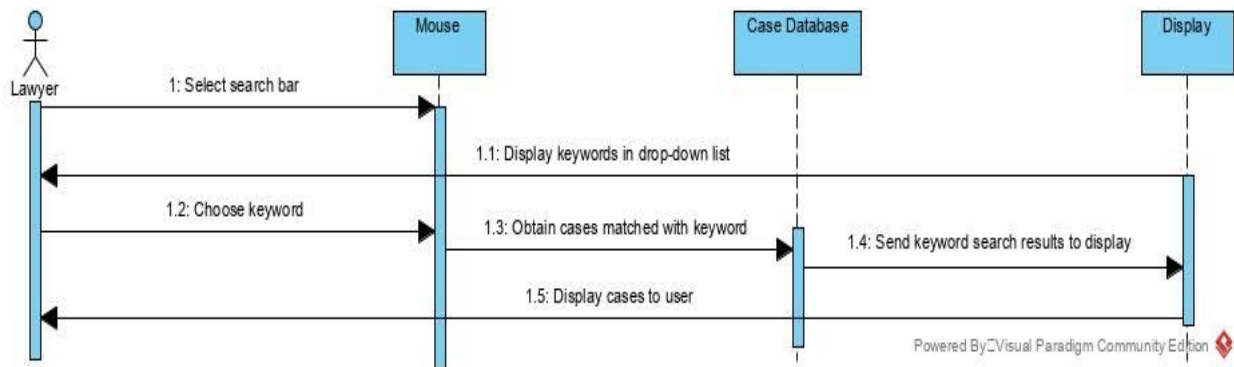 Mouse
Case Database
Display
Lawyer
1: Select search bar
1.1: Display keywords in drop-down list
1.2: Choose keyword
1.3: Obtain cases matched with keyword
1.4: Send keyword search results to display
1.5: Display cases to user
Powered By Visual Paradigm Community Edition